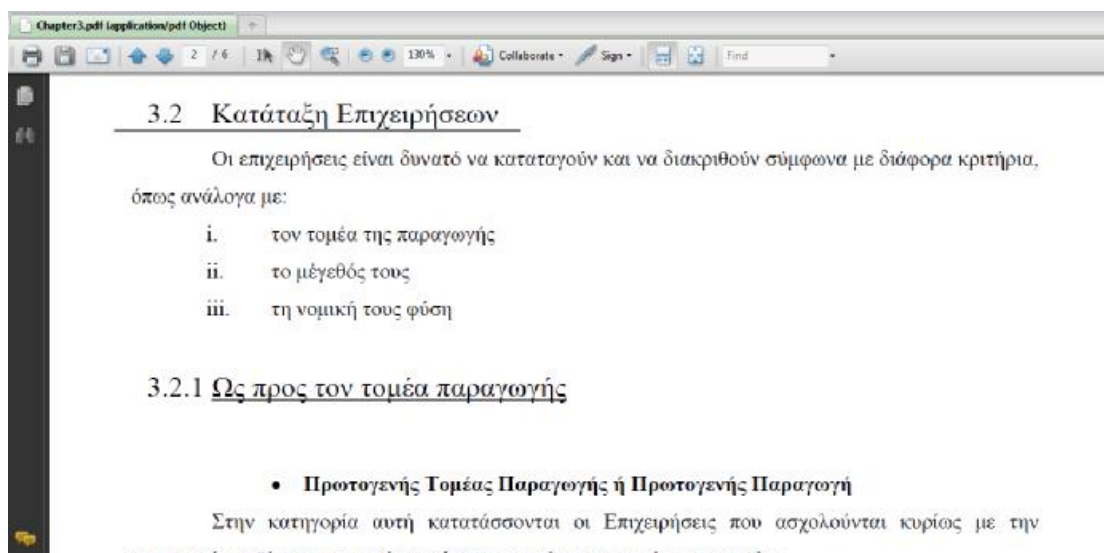 Chapter3.pdf (application/pdf Object)
2 / 6 130% Collaborate Sign Find
3.2 Κατάταξη Επιχειρήσεων
Οι επιχειρήσεις είναι δυνατό να καταταγούν και να διακριθούν σύμφωνα με διάφορα κριτήρια,
όπως ανάλογα με:
i. τον τομέα της παραγωγής
ii. το μέγεθός τους
iii. τη νομική τους φύση
3.2.1 Ως προς τον τομέα παραγωγής
• Πρωτογενής Τομέας Παραγωγής ή Πρωτογενής Παραγωγή
Στην κατηγορία αυτή κατατάσσονται οι Επιχειρήσεις που ασχολούνται κυρίως με την